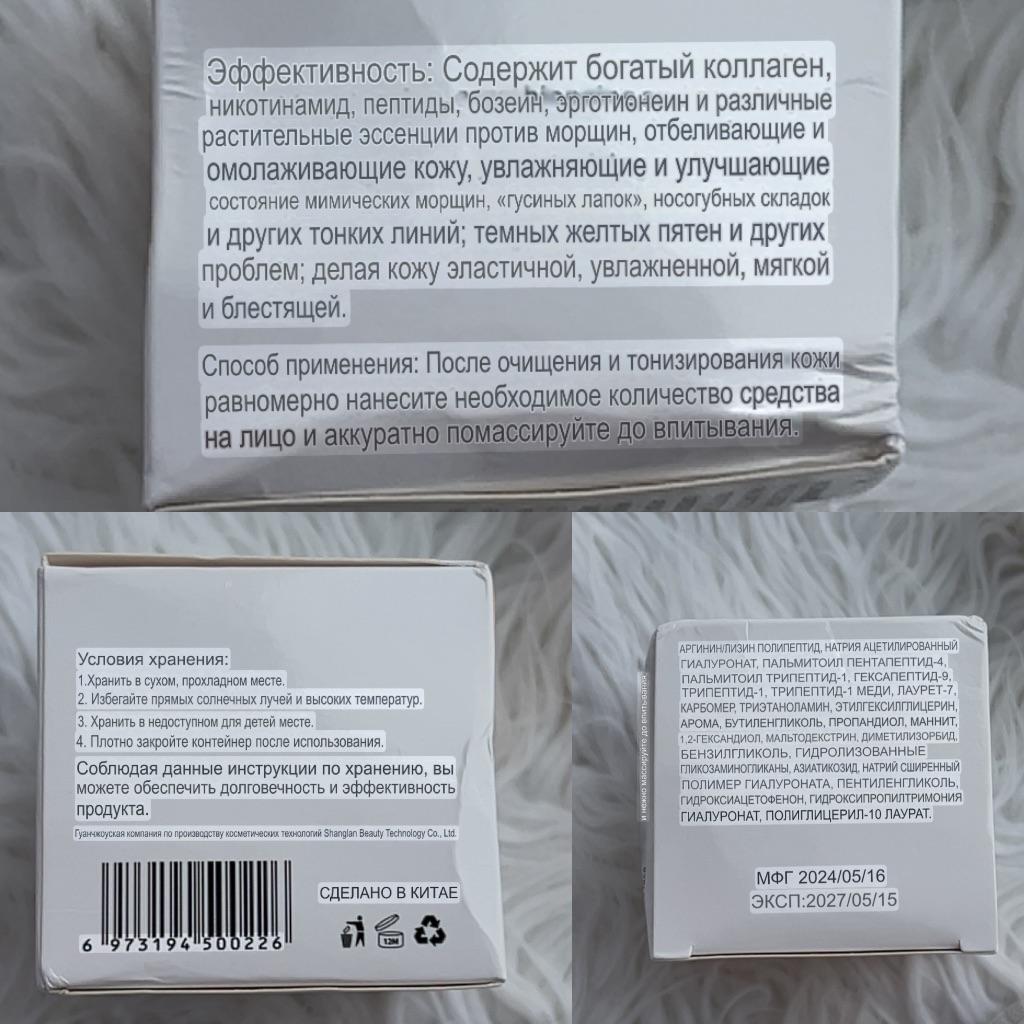 Эффективность: Содержит богатый коллаген,
никотинамид, пептиды, бозейн, эрготионеин и различные
растительные эссенции против морщин, отбеливающие и
омолаживающие кожу, увлажняющие и улучшающие
состояние мимических морщин, «гусиных лапок», носогубных складок
и других тонких линий; темных желтых пятен и других
проблем; делая кожу эластичной, увлажненной, мягкой
и блестящей.
Способ применения: После очищения и тонизирования кожи
равномерно нанесите необходимое количество средства
на лицо и аккуратно помассируйте до впитывания.
Условия хранения:
1.Хранить в сухом, прохладном месте.
2. Избегайте прямых солнечных лучей и высоких температур.
3. Хранить в недоступном для детей месте.
4. Плотно закройте контейнер после использования.
Соблюдая данные инструкции по хранению, вы
можете обеспечить долговечность и эффективность
продукта.
Гуанчжоуская компания по производству косметических технологий Shanglan Beauty Technology Co., Ltd.
СДЕЛАНО В КИТАЕ
12M
6 973194 500226
и нежно массируйте до впитывания.
АРГИНИН/ЛИЗИН ПОЛИПЕПТИД, НАТРИЯ АЦЕТИЛИРОВАННЫЙ
ГИАЛУРОНАТ, ПАЛЬМИТОИЛ ПЕНТАПЕПТИД-4,
ПАЛЬМИТОИЛ ТРИПЕПТИД-1, ГЕКСАПЕПТИД-9,
ТРИПЕПТИД-1, ТРИПЕПТИД-1 МЕДИ, ЛАУРЕТ-7,
КАРБОМЕР, ТРИЭТАНОЛАМИН, ЭТИЛГЕКСИЛГЛИЦЕРИН,
АРОМА, БУТИЛЕНГЛИКОЛЬ, ПРОПАНДИОЛ, МАННИТ,
1,2-ГЕКСАНДИОЛ, МАЛЬТОДЕКСТРИН, ДИМЕТИЛИЗОРБИД,
БЕНЗИЛГЛИКОЛЬ, ГИДРОЛИЗОВАННЫЕ
ГЛИКОЗАМИНОГЛИКАНЫ, АЗИАТИКОЗИД, НАТРИЙ СШИРЕННЫЙ
ПОЛИМЕР ГИАЛУРОНАТА, ПЕНТИЛЕНГЛИКОЛЬ,
ГИДРОКСИАЦЕТОФЕНОН, ГИДРОКСИПРОПИЛТРИМОНИЯ
ГИАЛУРОНАТ, ПОЛИГЛИЦЕРИЛ-10 ЛАУРАТ.
МФГ 2024/05/16
ЭКСП:2027/05/15